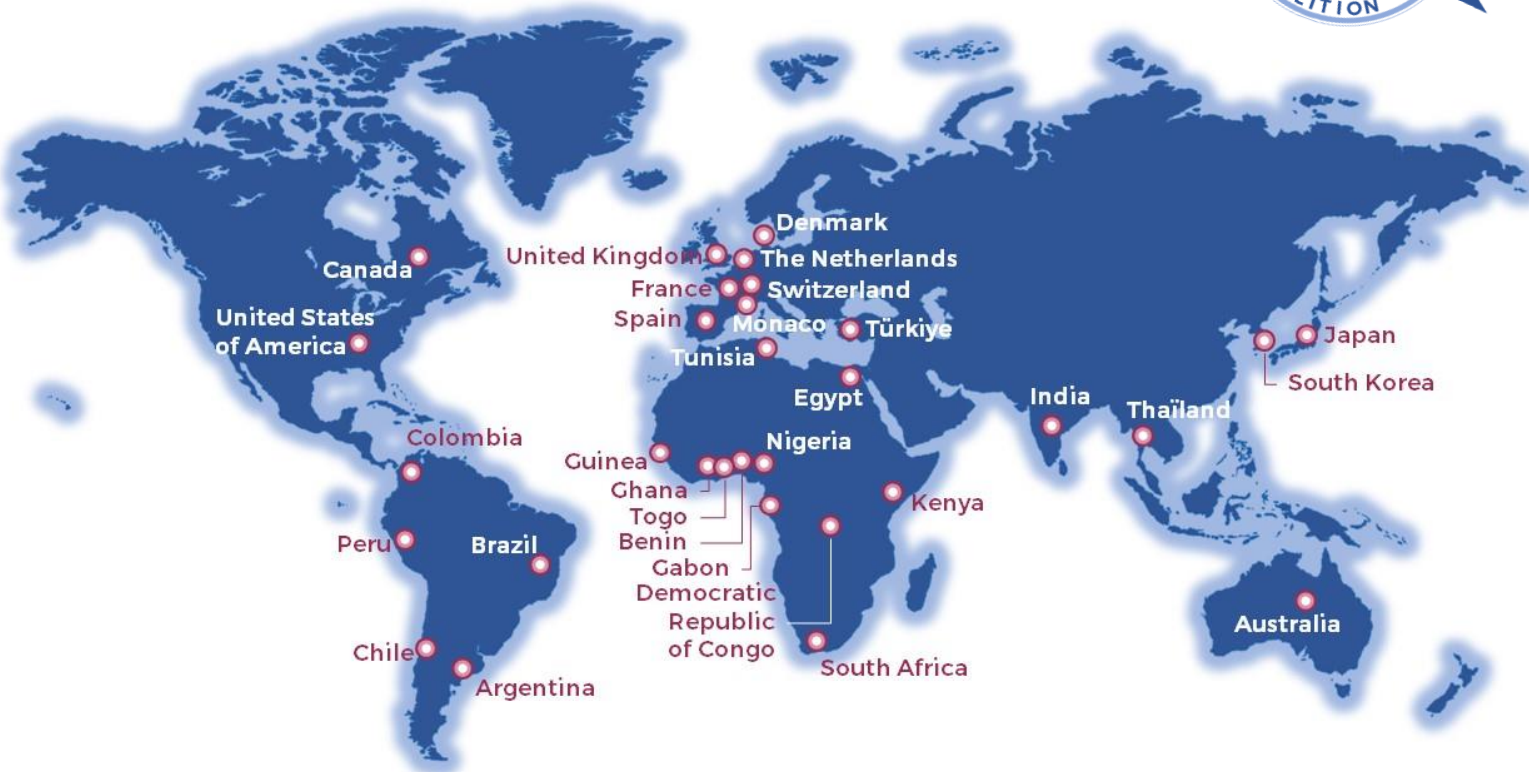 ITION
Denmark
United Kingdom
The Netherlands
Canada
France
Switzerland
Spain
United States
of America
Monaco
Türkiye
Japan
Tunisia
South Korea
Egypt
India
Thaïland
Colombia
Nigeria
Guinea
Ghana
Kenya
Togo
Benin
Peru
Brazil
Gabon
Democratic
Republic
of Congo
Australia
Chile
South Africa
Argentina